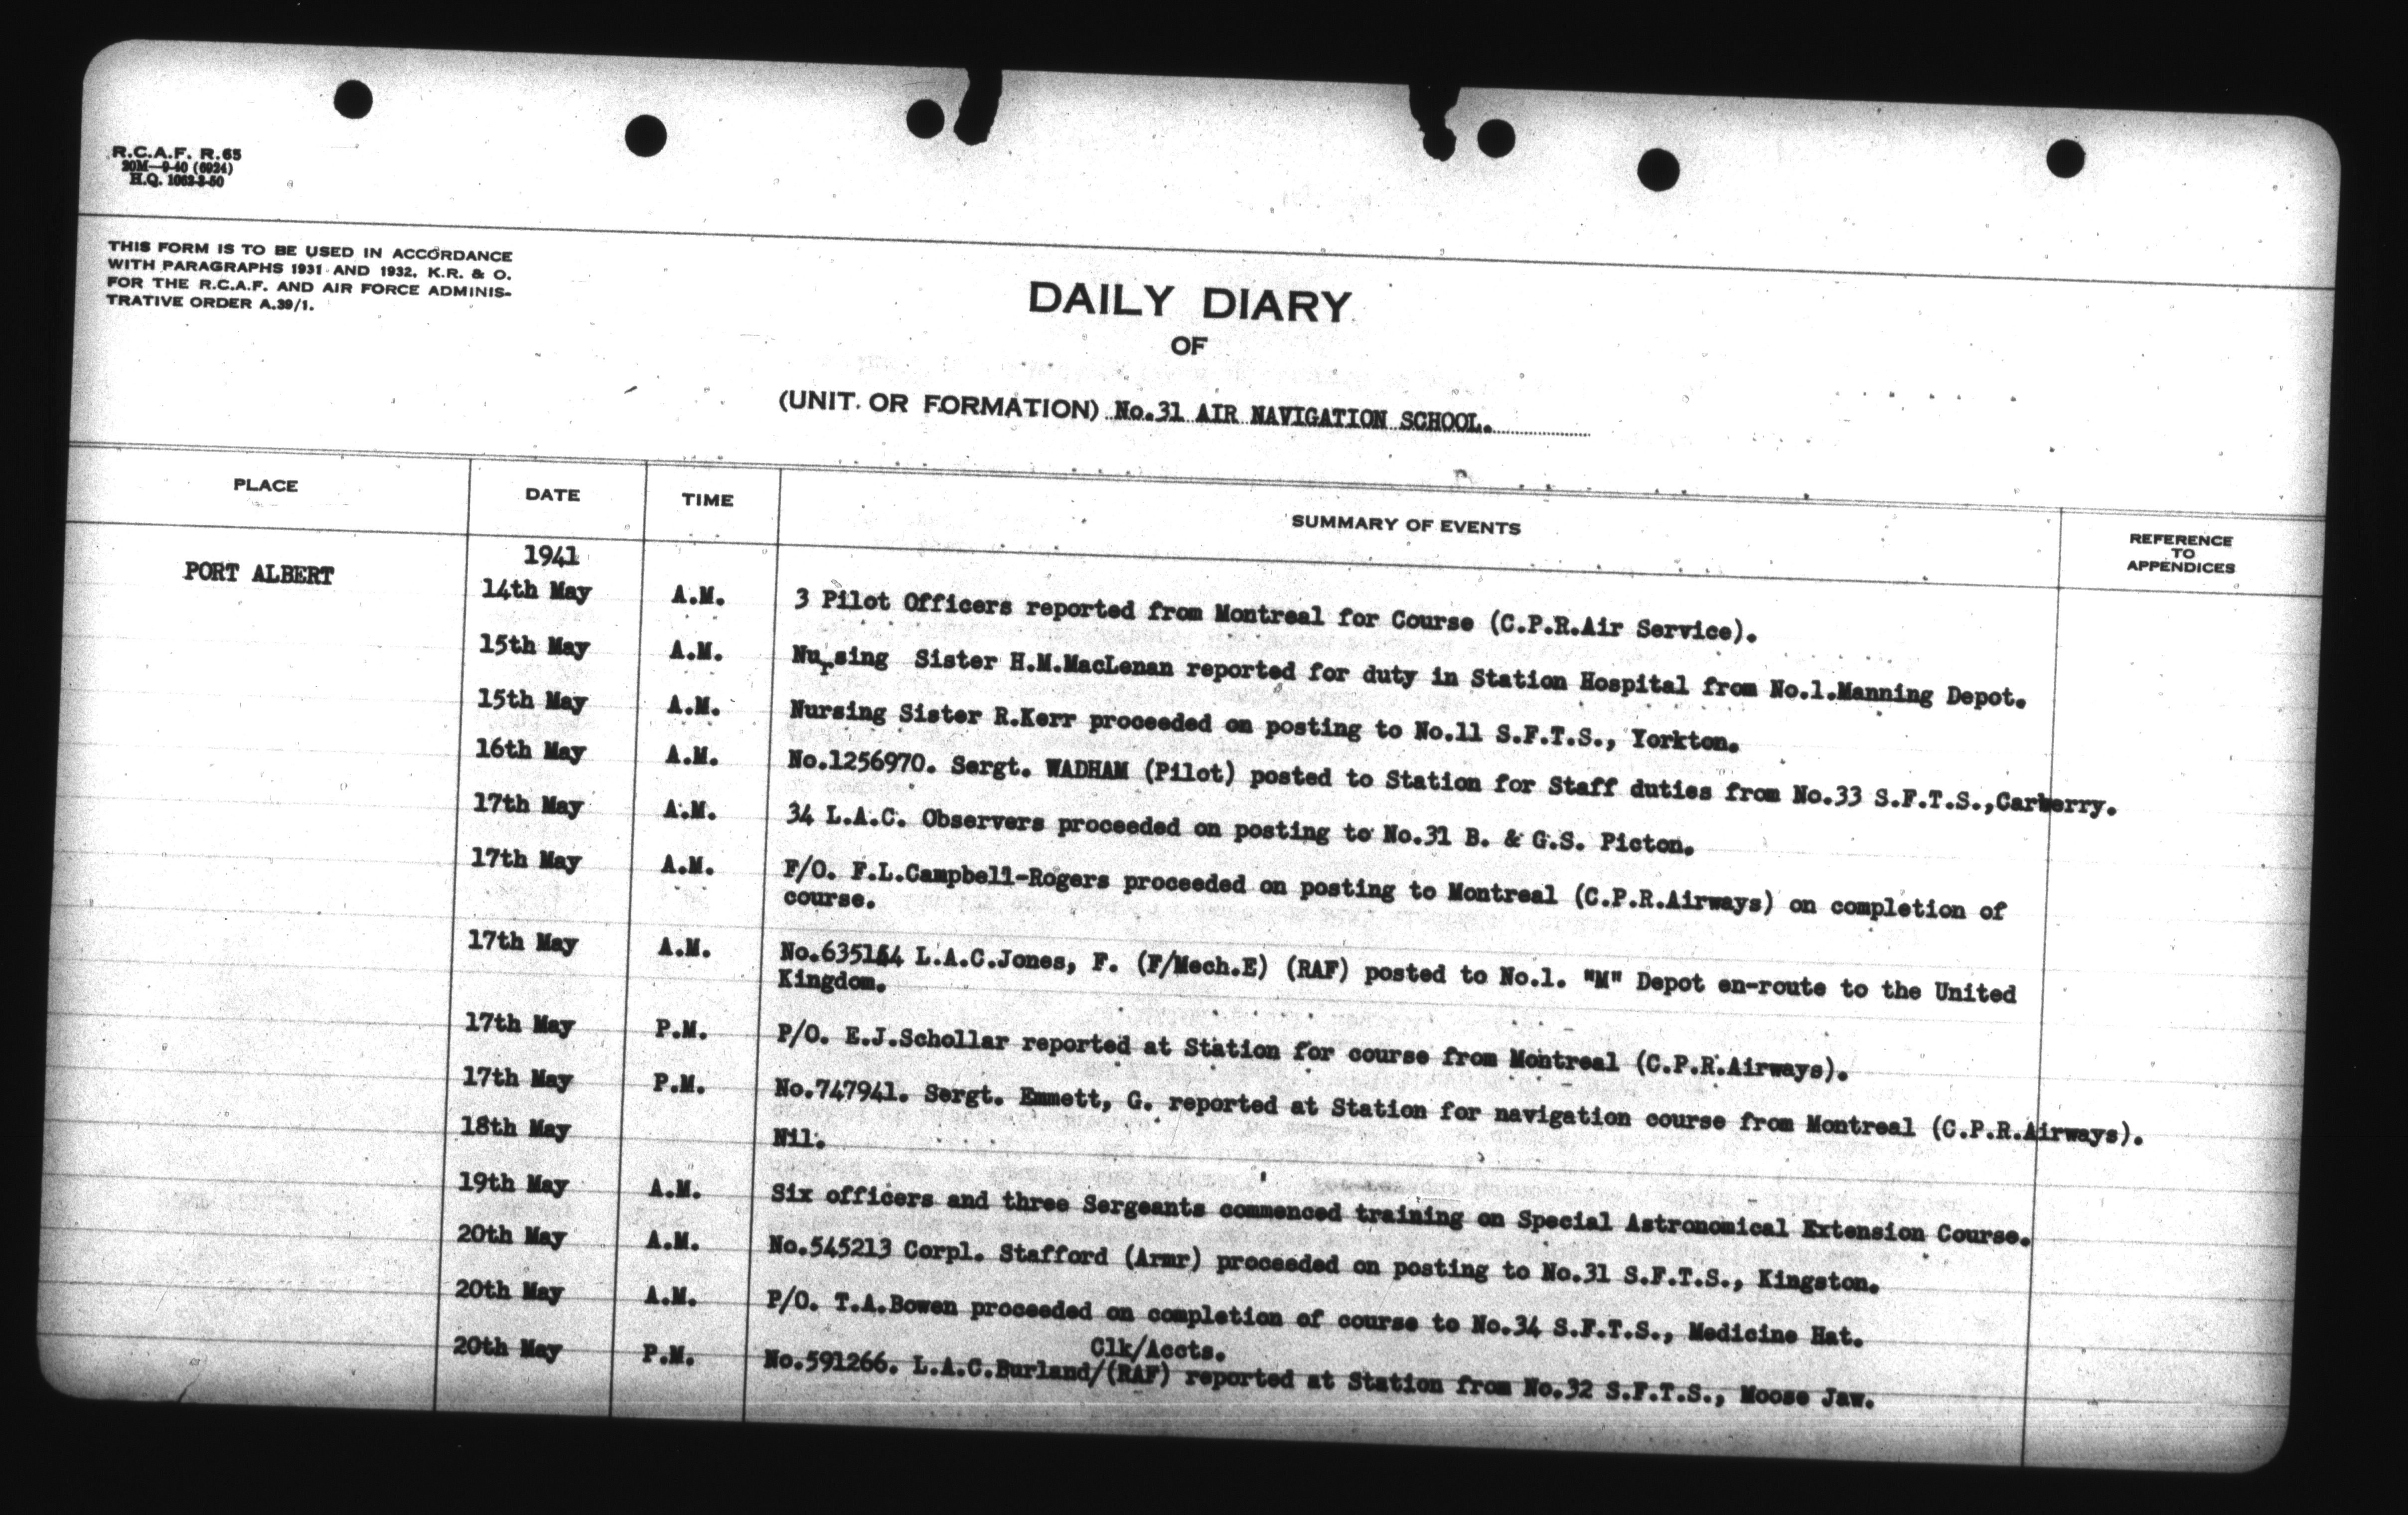 R.C.A.F. R.65
20M—9-40 (6924)
H.Q. 1062-3-50
THIS FORM IS TO BE USED IN ACCORDANCE
WITH PARAGRAPHS 1931 AND 1932, K.R. & O.
FOR THE R.C.A.F. AND AIR FORCE ADMINIS-
TRATIVE ORDER A.39/1.
DAILY DIARY
OF
(UNIT OR FORMATION) No.31 AIR NAVIGATION SCHOOL.
PLACE DATE TIME SUMMARY OF EVENTS REFERENCE TO APPENDICES
PORT ALBERT 1941
14th May A.M. 3 Pilot Officers reported from Montreal for Course (C.P.R.Air Service).
15th May A.M. Nursing Sister H.M.MacLenan reported for duty in Station Hospital from No.1.Manning Depot.
15th May A.M. Nursing Sister R.Kerr proceeded on posting to No.11 S.F.T.S., Yorkton.
16th May A.M. No.1256970. Sergt. WADHAM (Pilot) posted to Station for Staff duties from No.33 S.F.T.S.,Carberry.
17th May A.M. 34 L.A.C. Observers proceeded on posting to No.31 B. & G.S. Picton.
17th May A.M. F/O. F.L.Campbell-Rogers proceeded on posting to Montreal (C.P.R.Airways) on completion of
course.
17th May A.M. L.A.C.Jones, F. (F/Mech.E) (RAF) posted to No.1. "M" Depot en-route to the United
Kingdom.
17th May P.M. P/O. E.J.Schollar reported at Station for course from Montreal (C.P.R.Airways).
17th May P.M. No.747941. Sergt. Emmett, G. reported at Station for navigation course from Montreal (C.P.R.Airways).
18th May Nil.
19th May A.M. Six officers and three Sergeants commenced training on Special Astronomical Extension Course.
20th May A.M. No.545213 Corpl. Stafford (Armr) proceeded on posting to No.31 S.F.T.S., Kingston.
20th May A.M. P/O. T.A.Bowen proceeded on completion of course to No.34 S.F.T.S., Medicine Hat.
Clk/Accts.
20th May P.M. No.591266. L.A.C.Burland/(RAF) reported at Station from No.32 S.F.T.S., Moose Jaw.